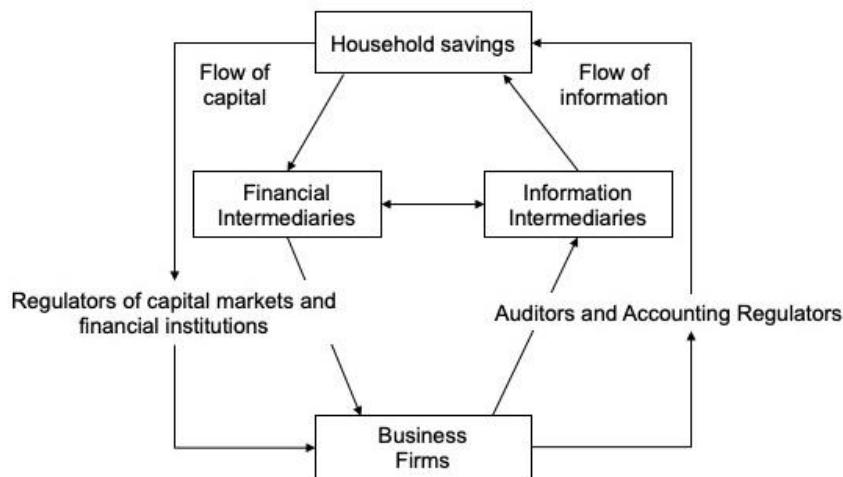 Household savings
Flow of
capital
Flow of
information
Financial
Intermediaries
Information
Intermediaries
Regulators of capital markets and
financial institutions
Auditors and Accounting Regulators
Business
Firms